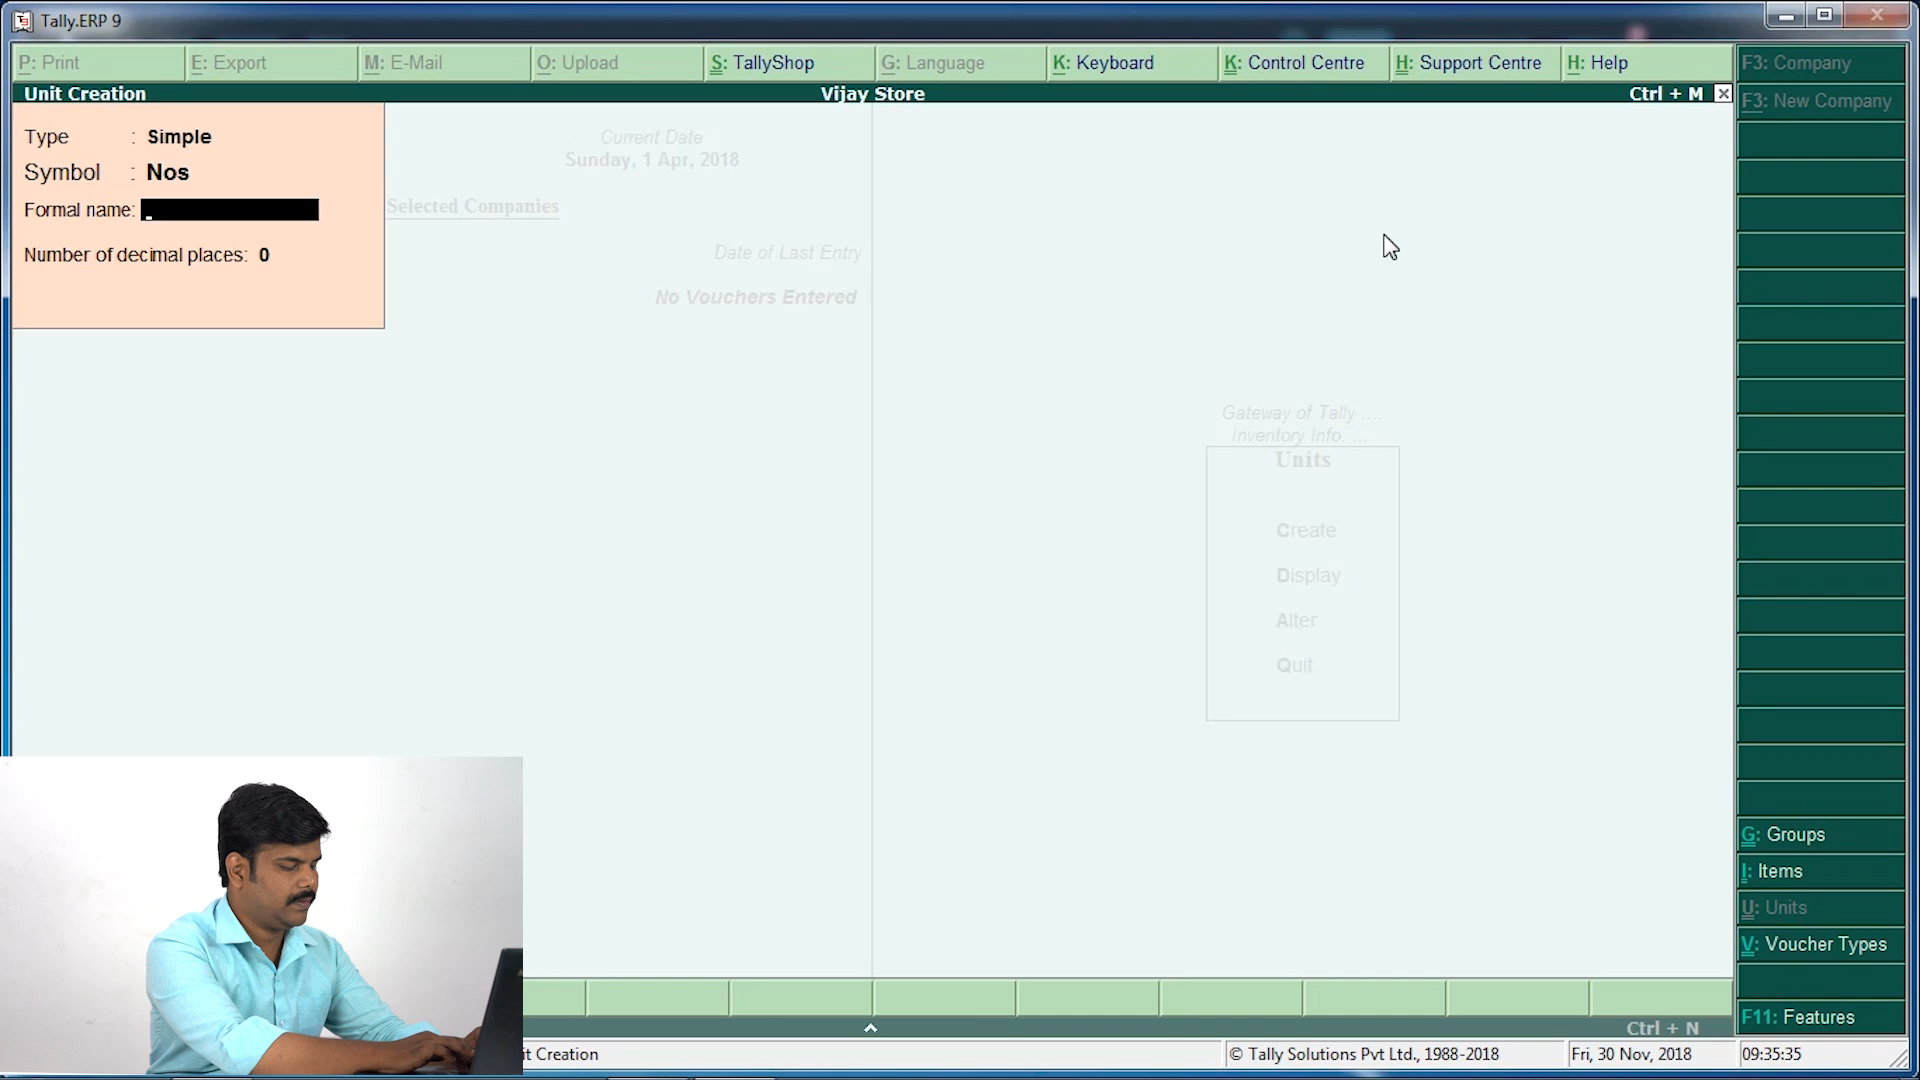 Tally.ERP 9
P: Print E: Export M: E-Mail O: Upload S: TallyShop G: Language K: Keyboard K: Control Centre H: Support Centre H: Help
F3: Company
F3: New Company
Unit Creation Vijay Store Ctrl + M
Type : Simple
Symbol : Nos
Formal name:
Number of decimal places: 0
Current Date
Sunday, 1 Apr, 2018
Selected Companies
Date of Last Entry
No Vouchers Entered
Gateway of Tally ....
Inventory Info. ....
Units
Create
Display
Alter
Quit
G: Groups
I: Items
U: Units
V: Voucher Types
F11: Features
Ctrl + N
it Creation
© Tally Solutions Pvt Ltd., 1988-2018 Fri, 30 Nov, 2018 09:35:35